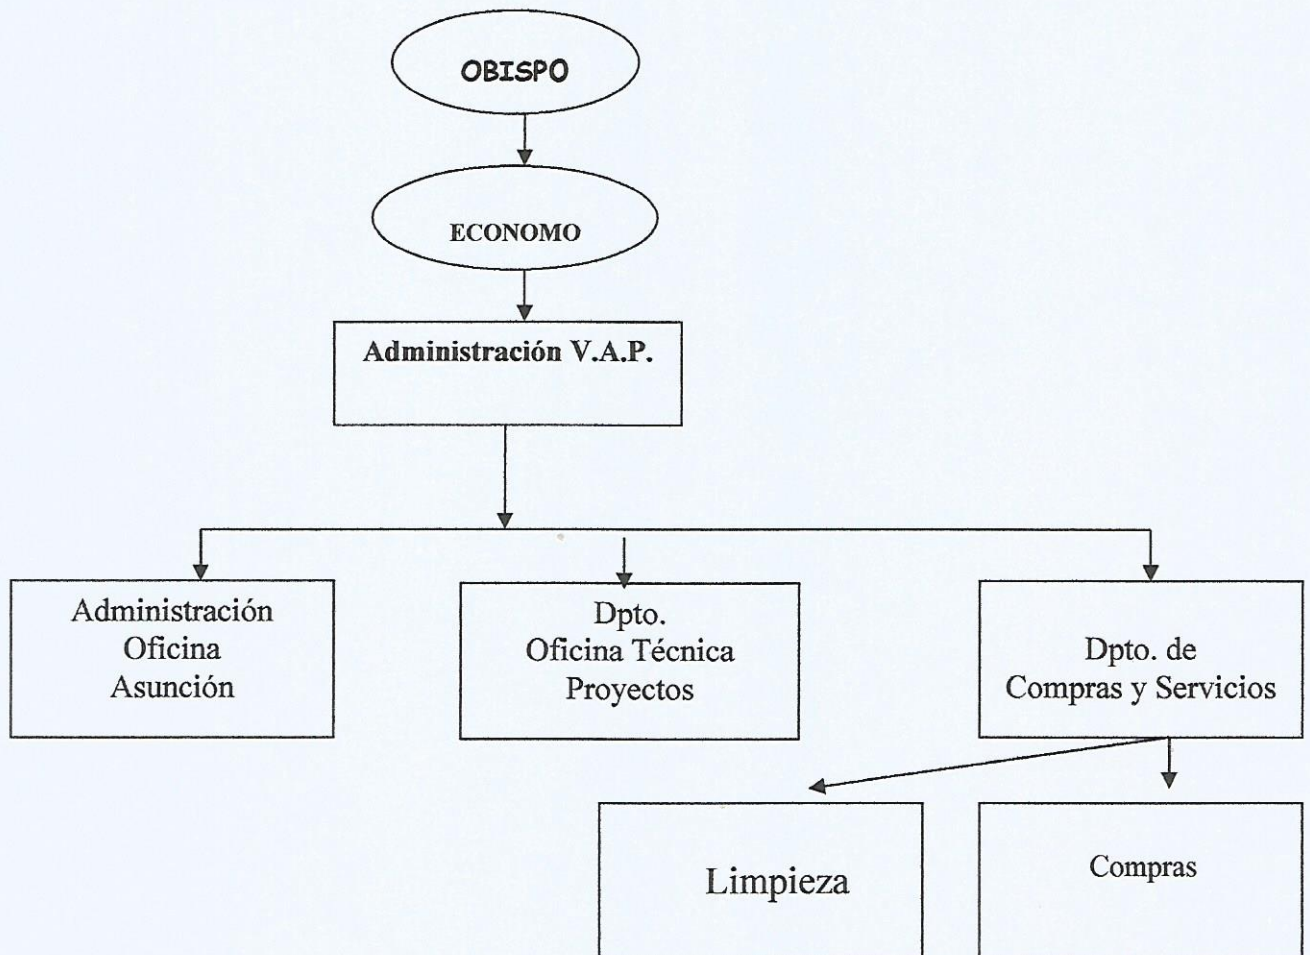 OBISPO
ECONOMO
Administración V.A.P.
Administración
Oficina
Asunción
Dpto.
Oficina Técnica
Proyectos
Dpto. de
Compras y Servicios
Limpieza
Compras